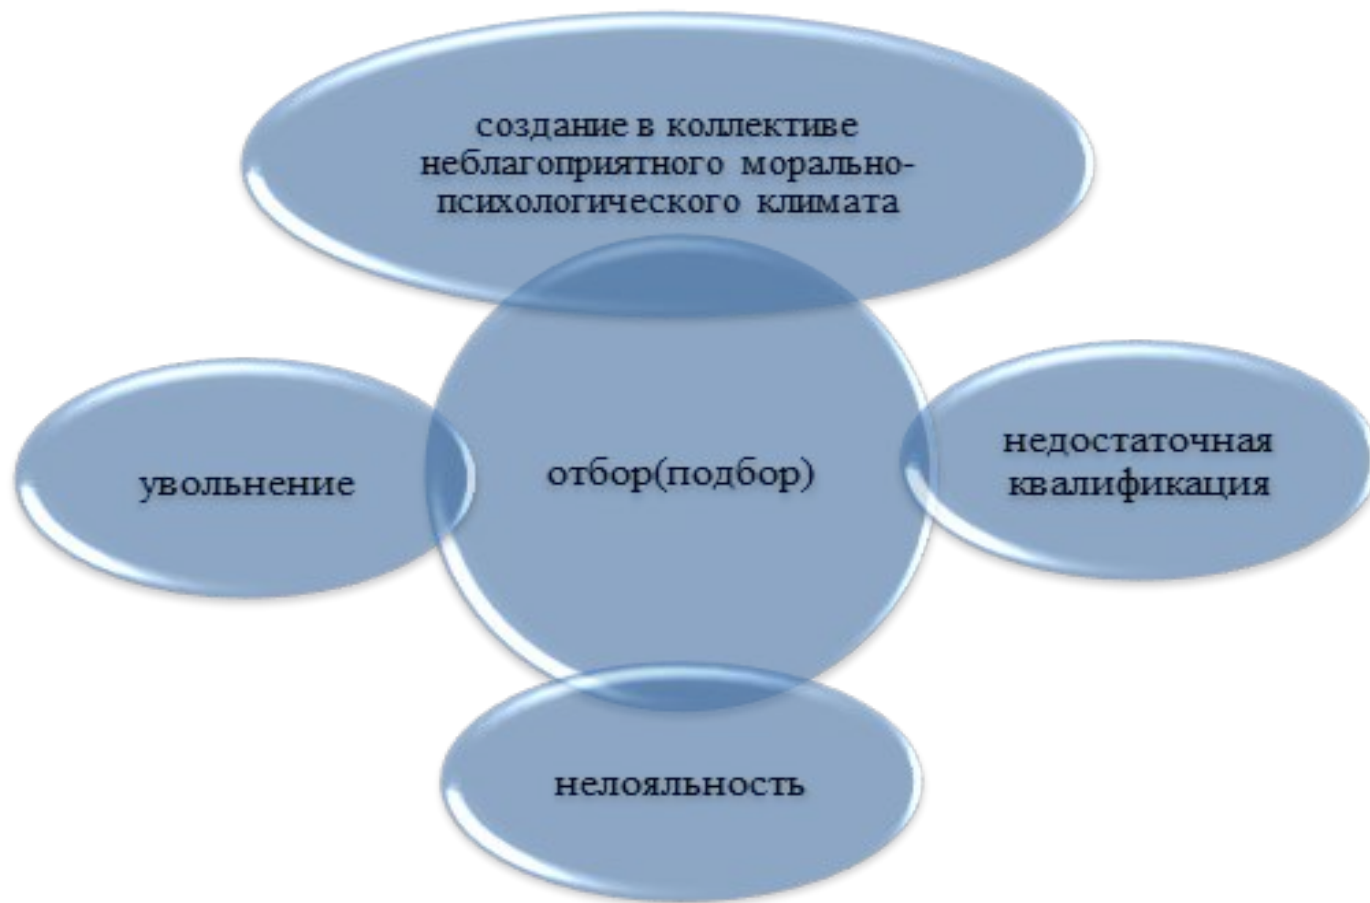 создание в коллективе
неблагоприятного морально-
психологического климата
увольнение
отбор(подбор)
недостаточная
квалификация
нелояльность